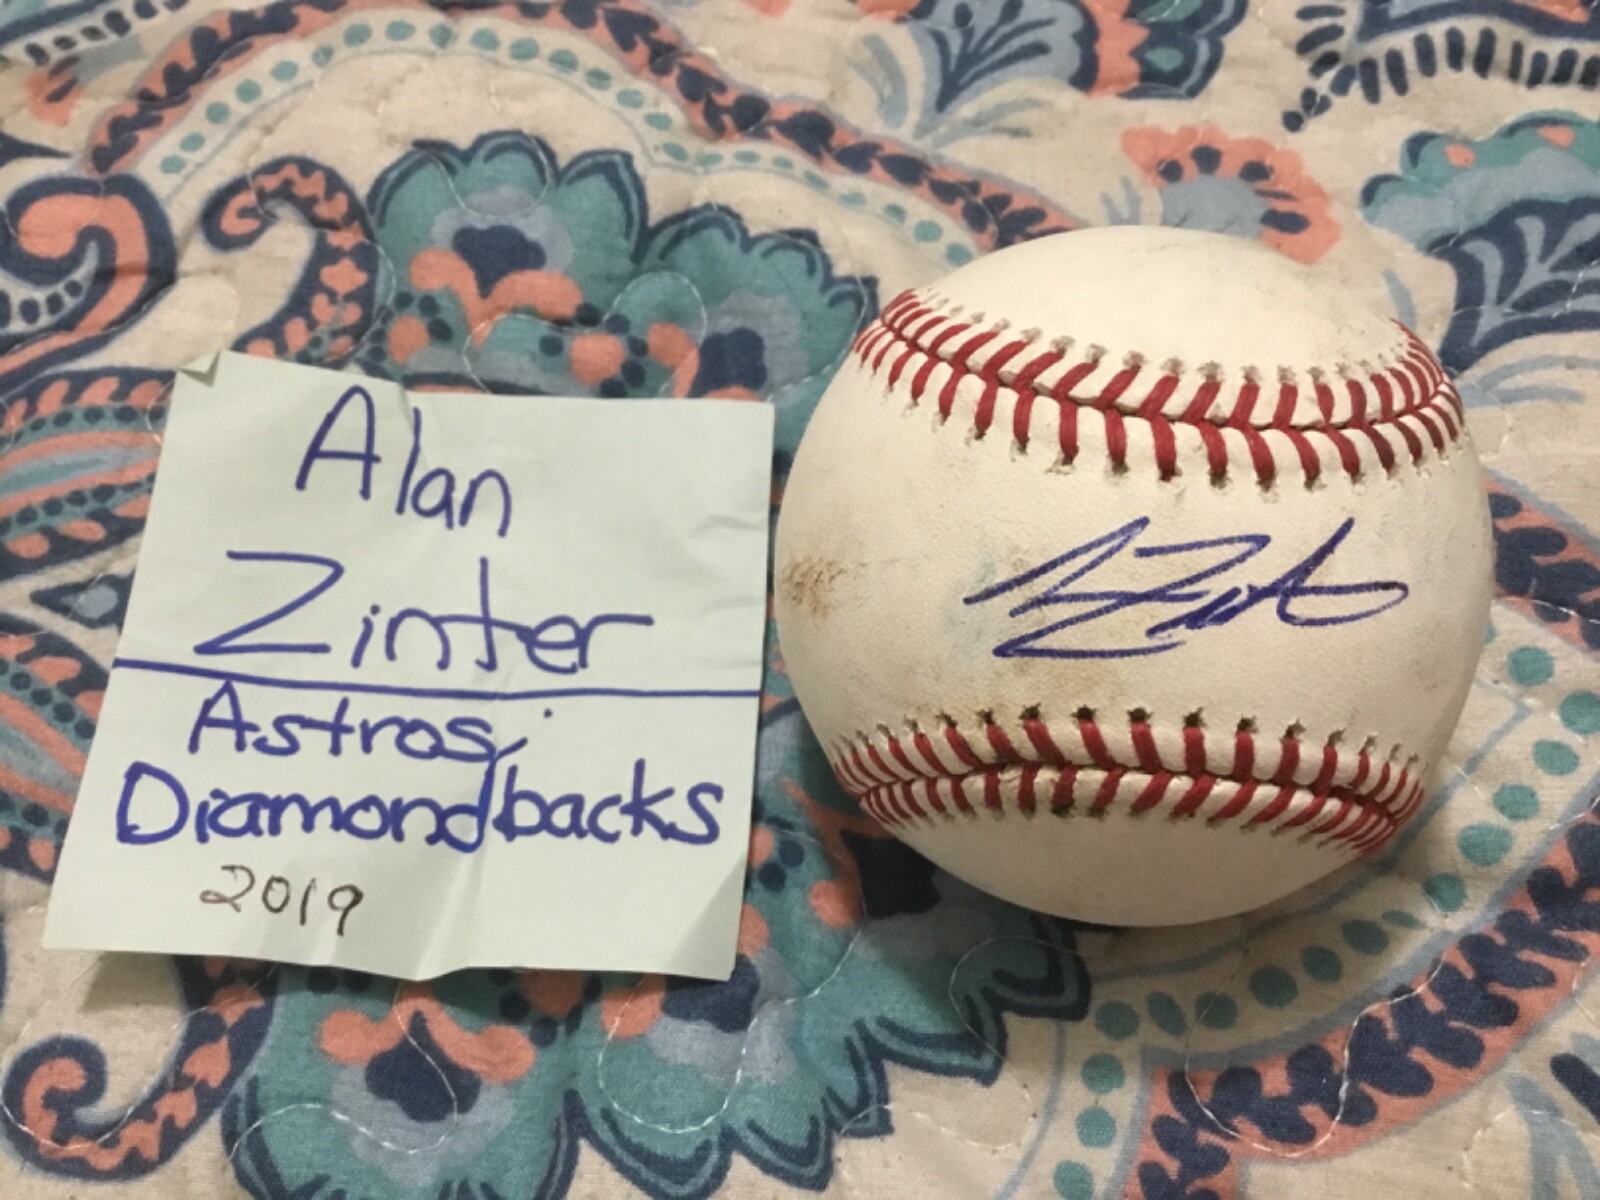 Alan
Zinter
Astros,
Diamondbacks
2019